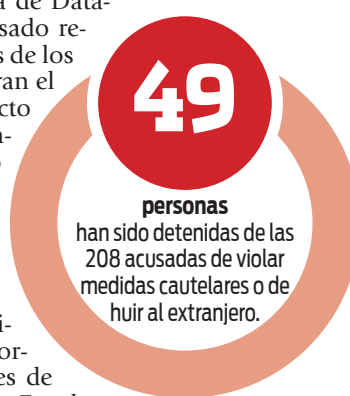 a de Data-
sado re-
s de los
ran el
cto
n-
49
personas
han sido detenidas de las
208 acusadas de violar
medidas cautelares o de
huir al extranjero.
i-
or-
es de